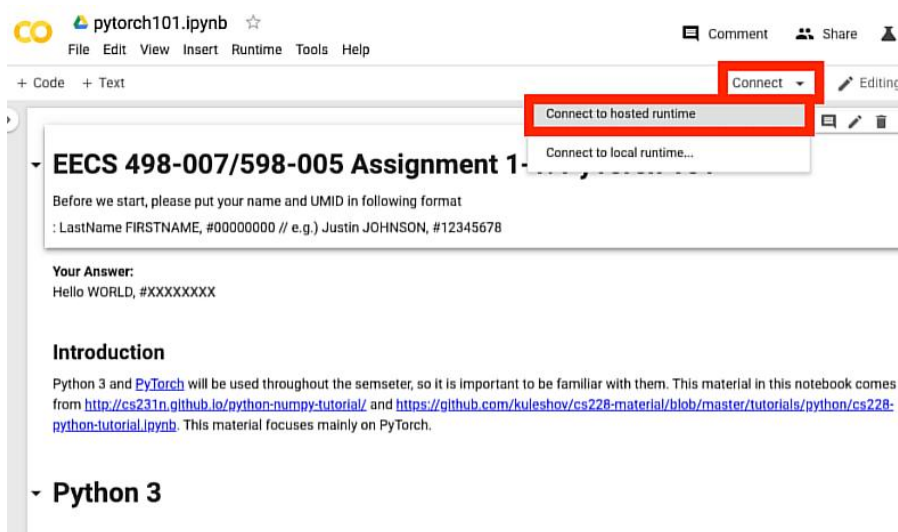 CO pytorch101.ipynb
File Edit View Insert Runtime Tools Help
Comment Share
+ Code + Text
Connect Editing
Connect to hosted runtime
Connect to local runtime...
EECS 498-007/598-005 Assignment 1-
Before we start, please put your name and UMID in following format
: LastName FIRSTNAME, #00000000 // e.g.) Justin JOHNSON, #12345678
Your Answer:
Hello WORLD, #XXXXXXXX
Introduction
Python 3 and PyTorch will be used throughout the semseter, so it is important to be familiar with them. This material in this notebook comes
from http://cs231n.github.io/python-numpy-tutorial/ and https://github.com/kuleshov/cs228-material/blob/master/tutorials/python/cs228-
python-tutorial.ipynb. This material focuses mainly on PyTorch.
Python 3